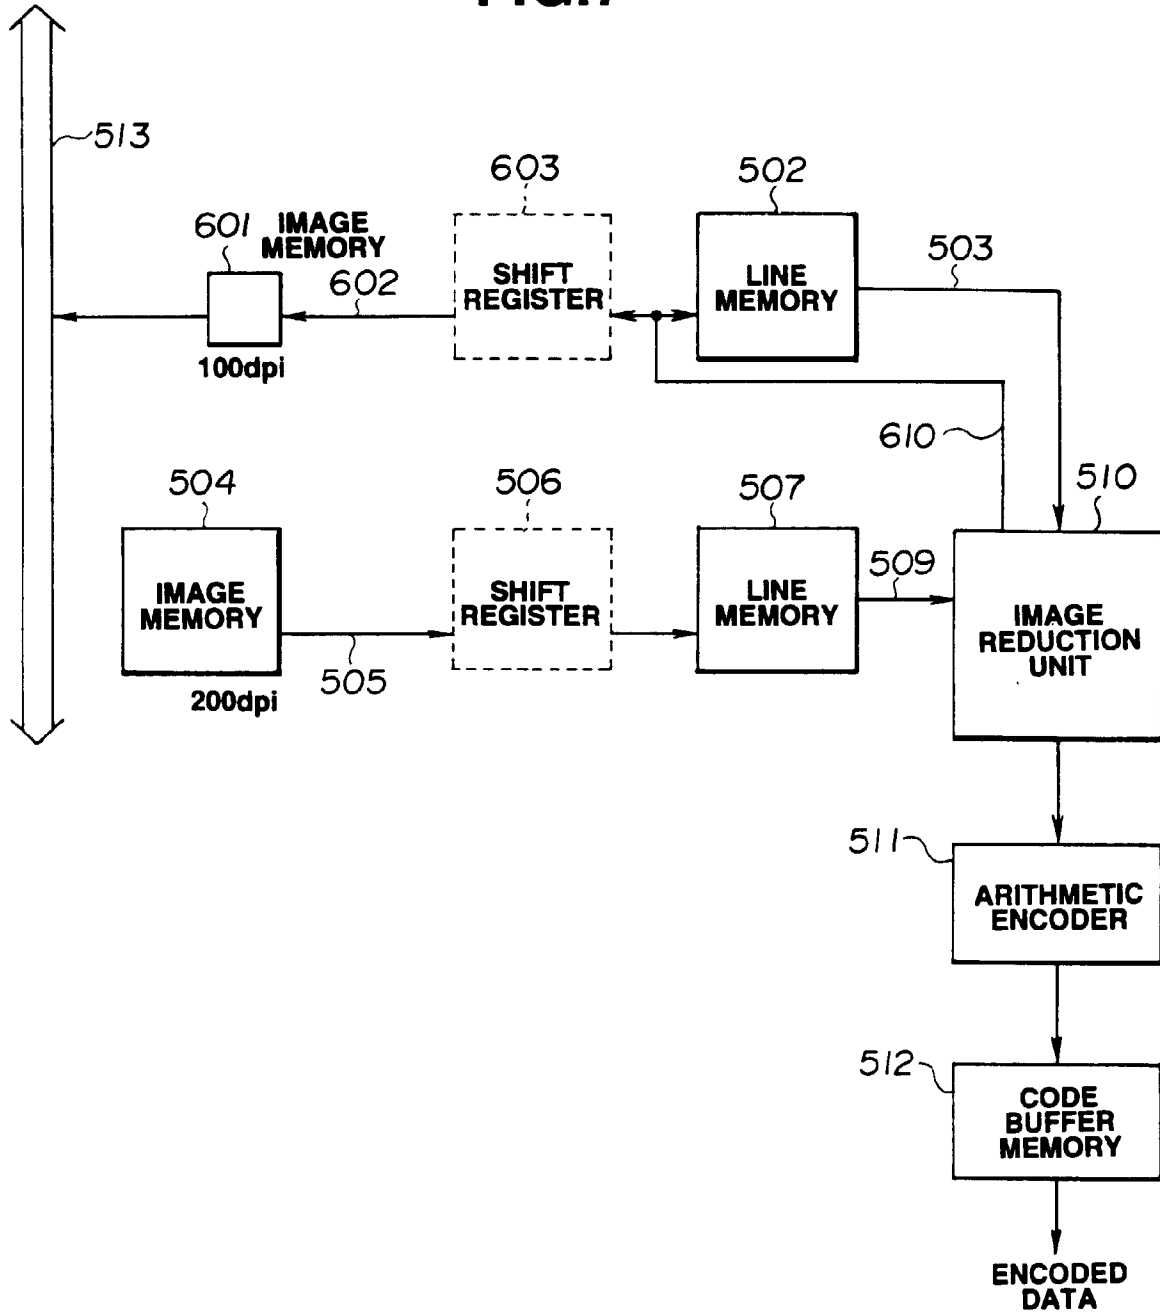 513
603
502
601
IMAGE
MEMORY
602
SHIFT
REGISTER
LINE
MEMORY
503
100dpi
610
504
506
507
510
IMAGE
MEMORY
505
200dpi
SHIFT
REGISTER
LINE
MEMORY
509
IMAGE
REDUCTION
UNIT
511
ARITHMETIC
ENCODER
512
CODE
BUFFER
MEMORY
ENCODED
DATA